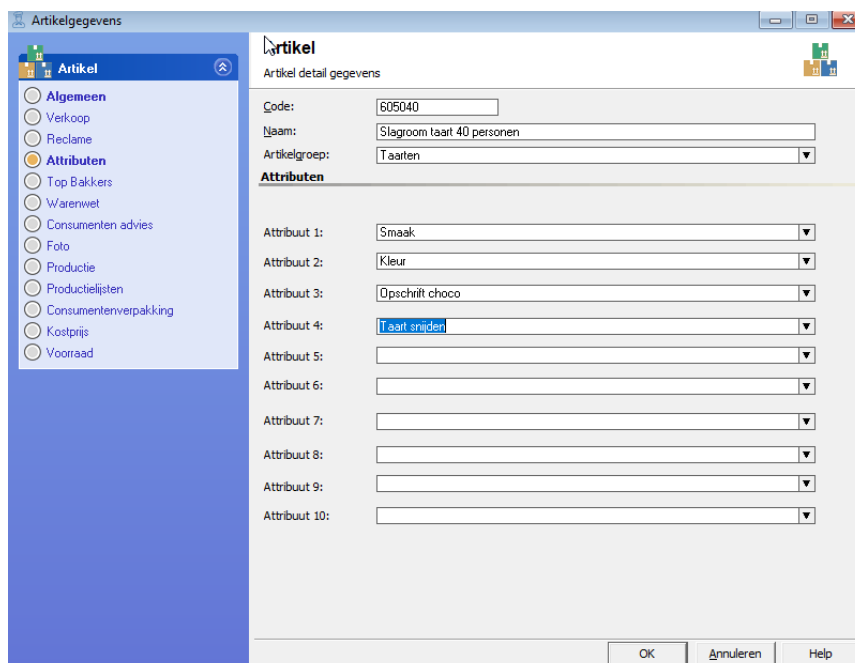 Artikelgegevens
Artikel
Algemeen
Verkoop
Reclame
Attributen
Top Bakkers
Warenwet
Consumenten advies
Foto
Productie
Productielijsten
Consumentenverpakking
Kostprijs
Voorraad
Artikel
Artikel detail gegevens
Code: 605040
Naam: Slagroom taart 40 personen
Artikelgroep: Taarten
Attributen
Attribuut 1: Smaak
Attribuut 2: Kleur
Attribuut 3: Opschrift choco
Attribuut 4: Taart snijden
Attribuut 5:
Attribuut 6:
Attribuut 7:
Attribuut 8:
Attribuut 9:
Attribuut 10:
OK Annuleren Help